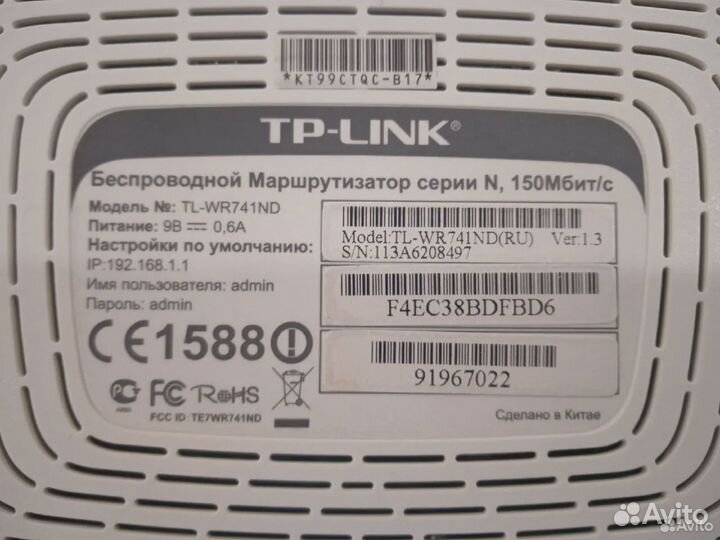 *KT99CTQC-B17*
TP-LINK®
Беспроводной Маршрутизатор серии N, 150Мбит/с
Модель №: TL-WR741ND
Питание: 9В 0,6А
Настройки по умолчанию:
IP:192.168.1.1
Имя пользователя: admin
Пароль: admin
Model:TL-WR741ND(RU) Ver:1.3
S/N:113A6208497
F4EC38BDFBD6
91967022
CE1588
FC RoHS
FCC ID: TE7WR741ND
Сделано в Китае
Avito
Avito